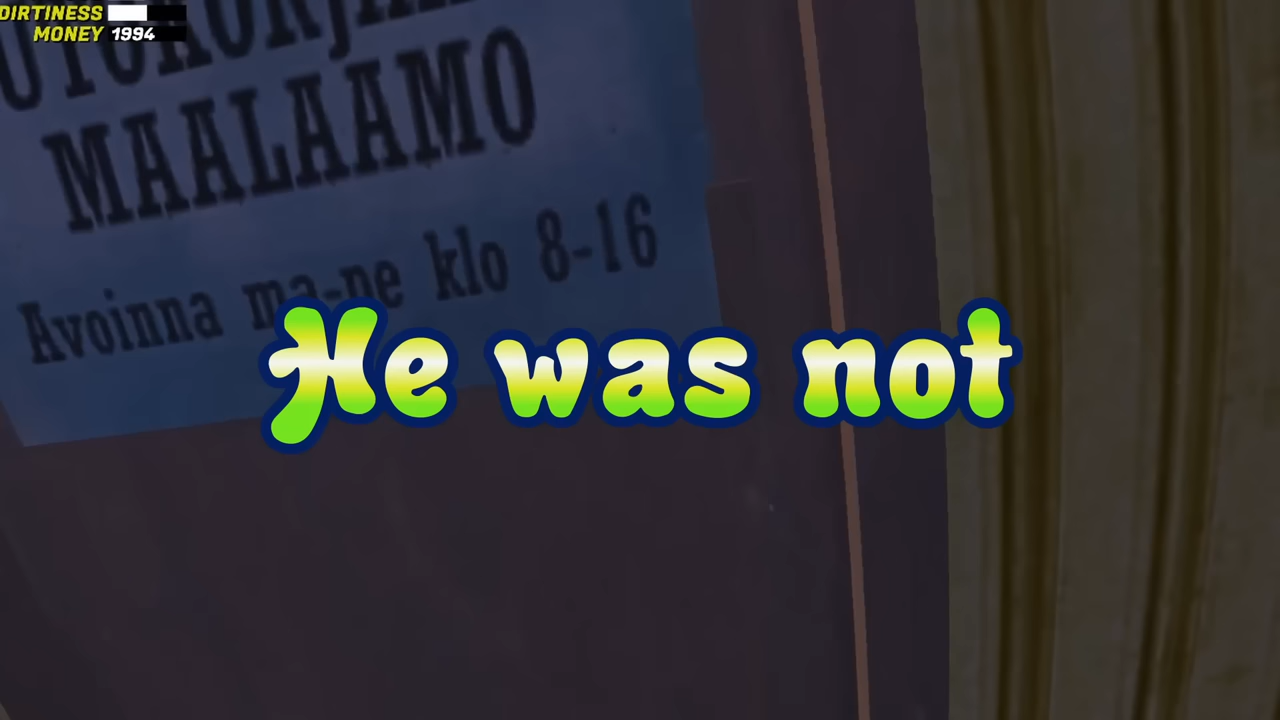 DIRTINESS
MONEY 1994
MAALAAMO
Avoinna ma-pe klo 8-16
He was not